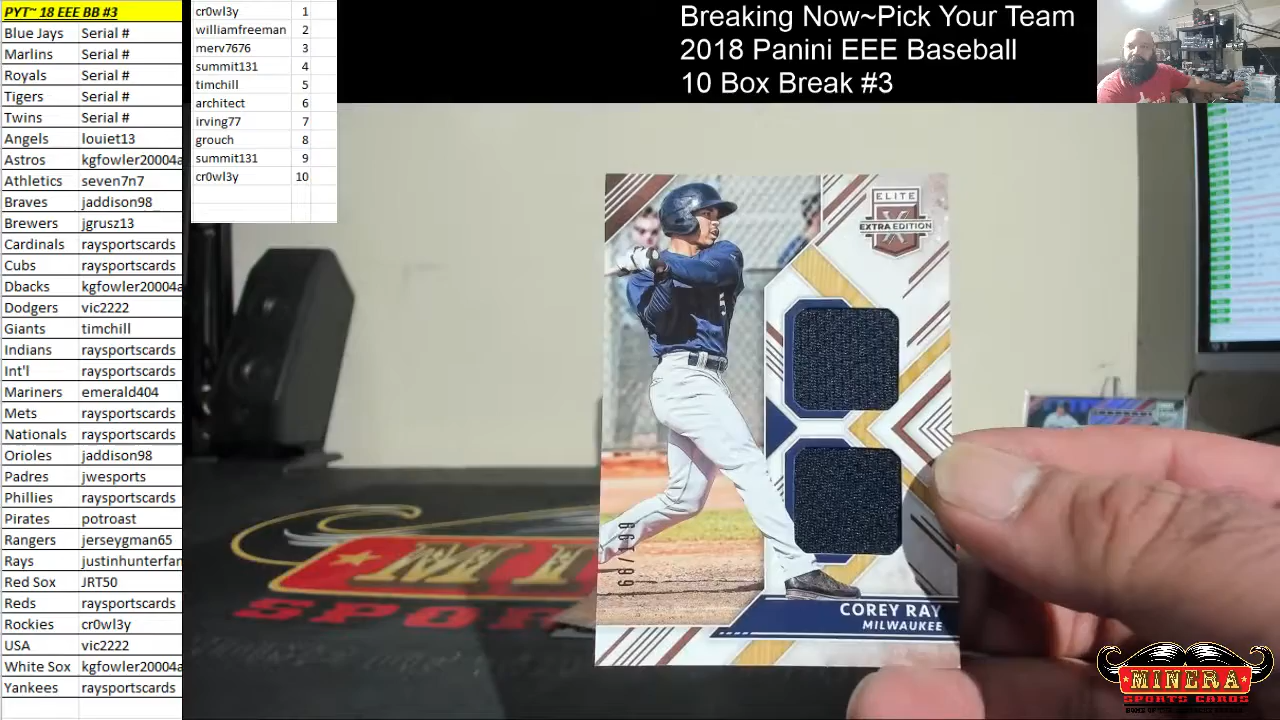 PYT~ 18 EEE BB #3
Blue Jays Serial #
Marlins Serial #
Royals Serial #
Tigers Serial #
Twins Serial #
Angels louiet13
Astros kgfowler20004a
Athletics seven7n7
Braves jaddison98
Brewers jgrusz13
Cardinals raysportscards
Cubs raysportscards
Dbacks kgfowler20004a
Dodgers vic2222
Giants timchill
Indians raysportscards
Int'l raysportscards
Mariners emerald404
Mets raysportscards
Nationals raysportscards
Orioles jaddison98
Padres jwesports
Phillies raysportscards
Pirates potroast
Rangers jerseygman65
Rays justinhunterfan
Red Sox JRT50
Reds raysportscards
Rockies cr0wl3y
USA vic2222
White Sox kgfowler20004a
Yankees raysportscards
cr0wl3y 1
williamfreeman 2
merv7676 3
summit131 4
timchill 5
architect 6
irving77 7
grouch 8
summit131 9
cr0wl3y 10
Breaking Now~Pick Your Team
2018 Panini EEE Baseball
10 Box Break #3
ELITE
EXTRA EDITION
COREY RAY
MILWAUKEE
MINERA
SPORTS CARDS